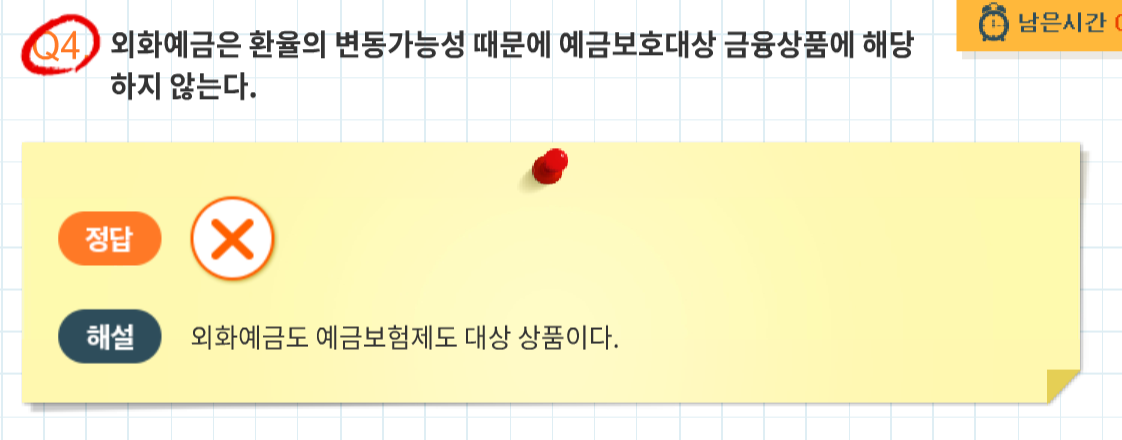 남은시간
Q4 외화예금은 환율의 변동가능성 때문에 예금보호대상 금융상품에 해당
하지 않는다.
정답
해설 외화예금도 예금보험제도 대상 상품이다.